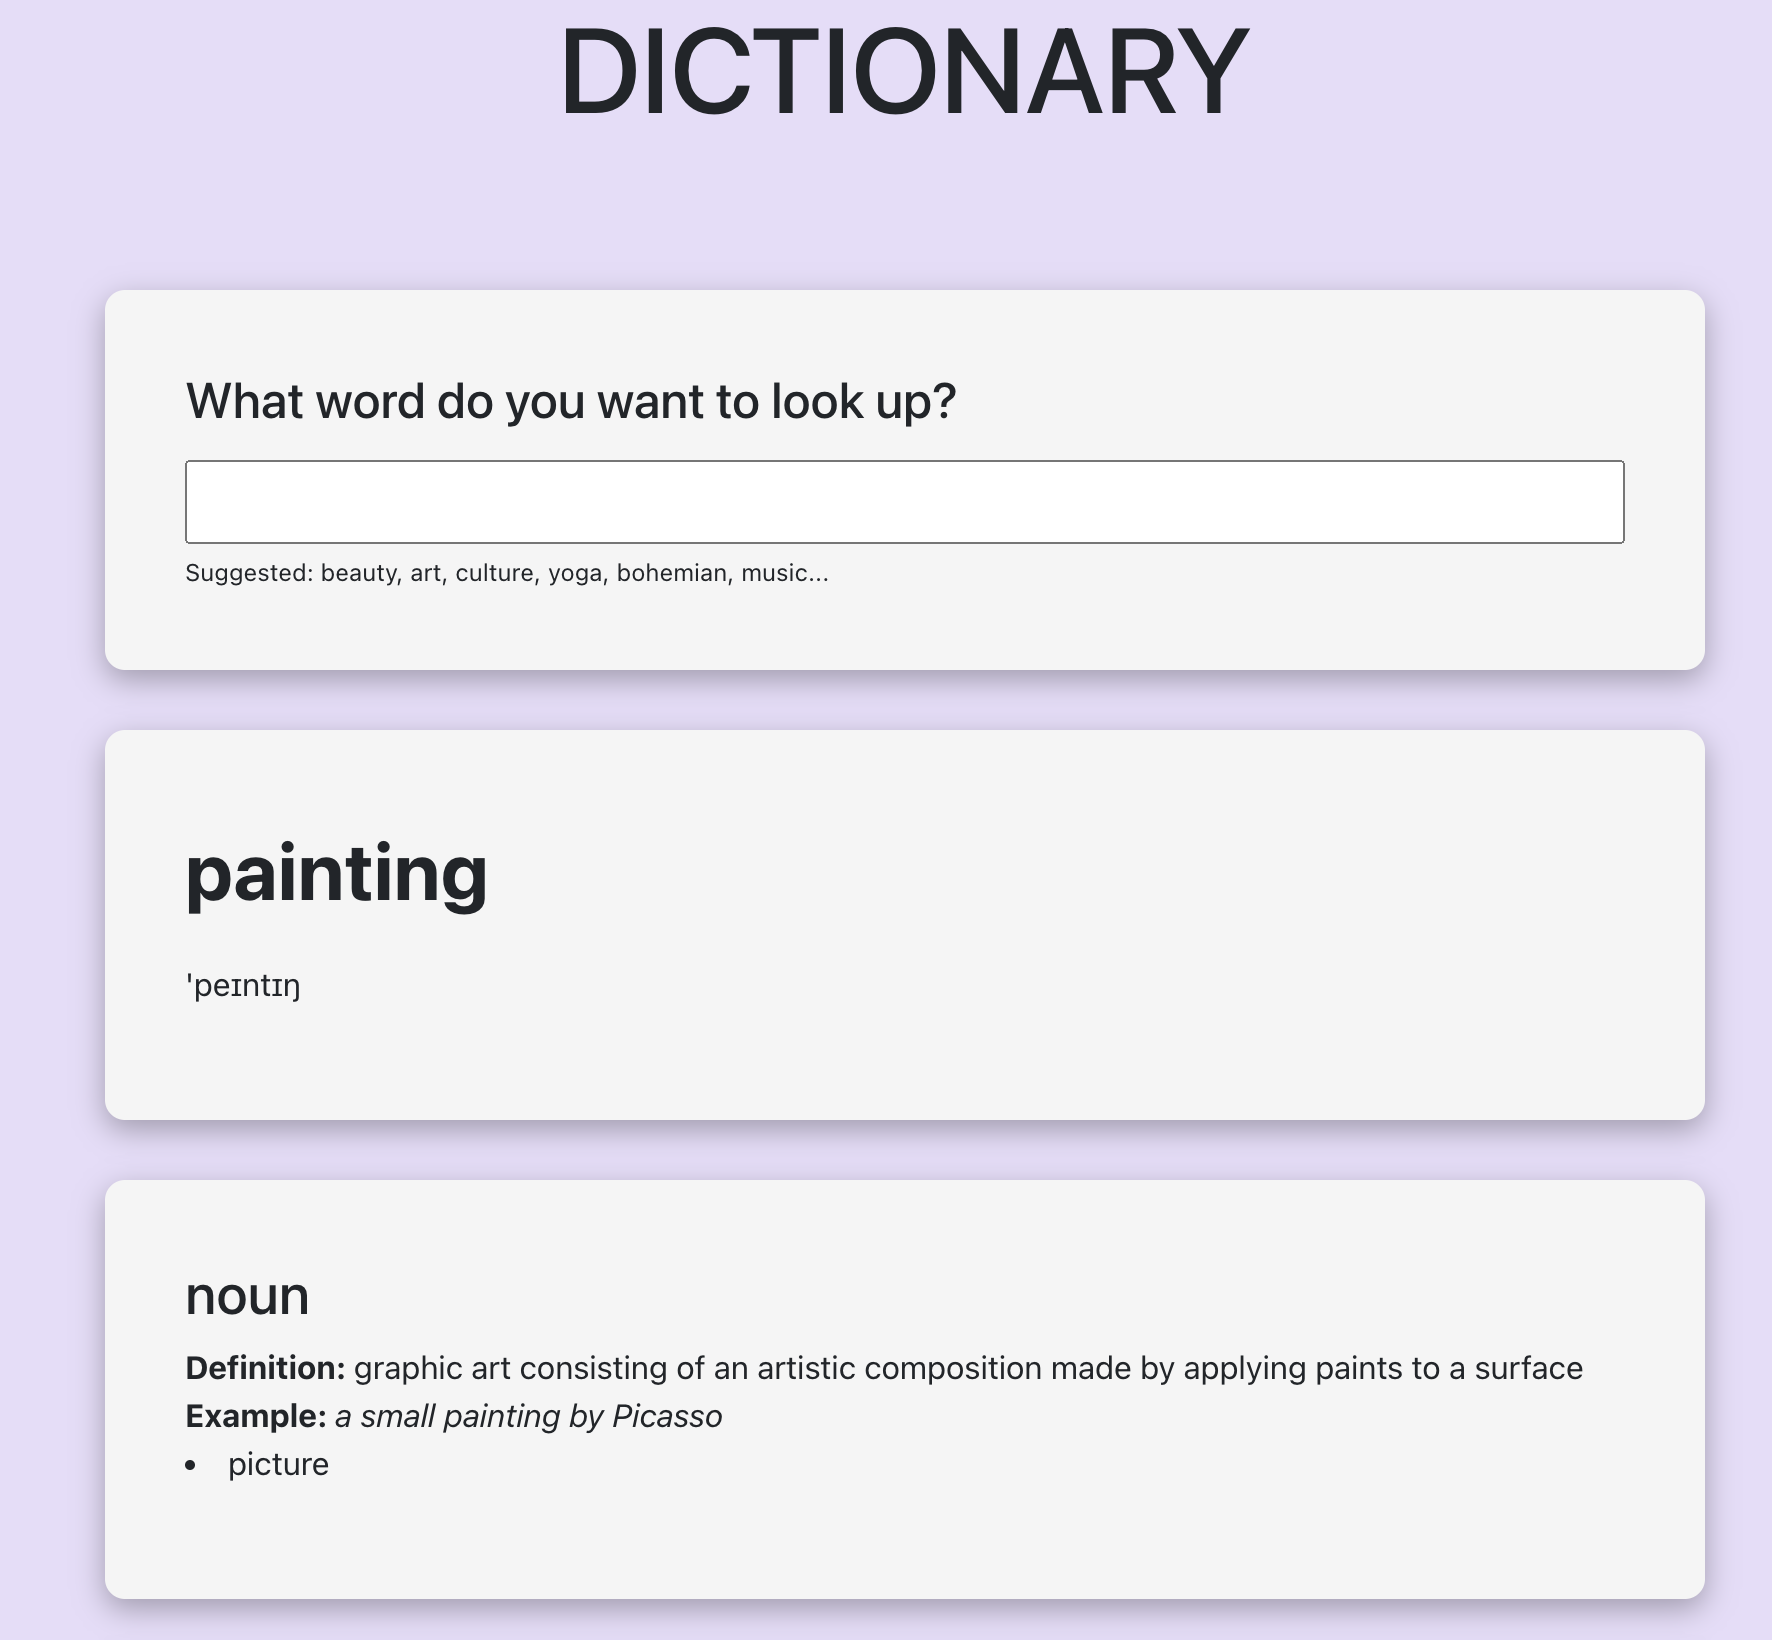 DICTIONARY
What word do you want to look up?
Suggested: beauty, art, culture, yoga, bohemian, music...
painting
'peɪntɪŋ
noun
Definition: graphic art consisting of an artistic composition made by applying paints to a surface
Example: a small painting by Picasso
• picture